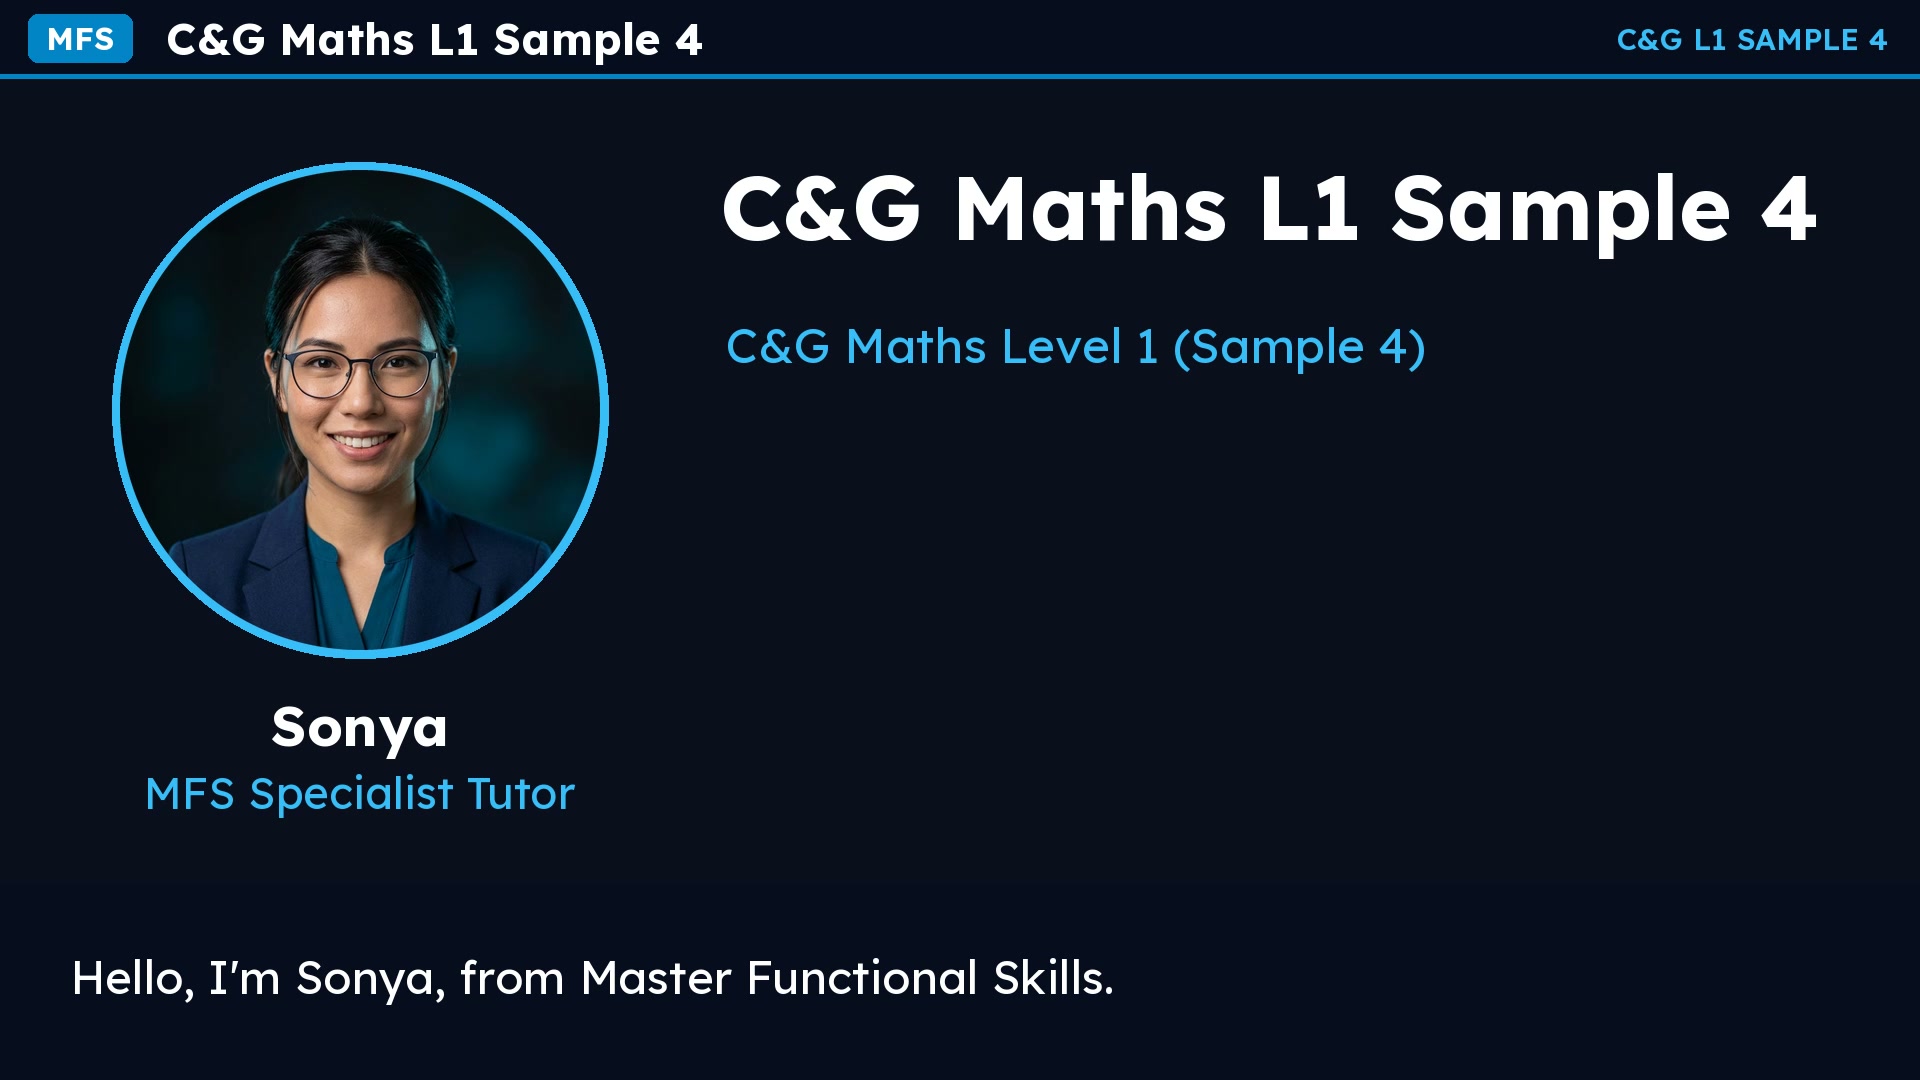 MFS
C&G Maths L1 Sample 4
C&G L1 SAMPLE 4
C&G Maths L1 Sample 4
C&G Maths Level 1 (Sample 4)
Sonya
MFS Specialist Tutor
Hello, I'm Sonya, from Master Functional Skills.